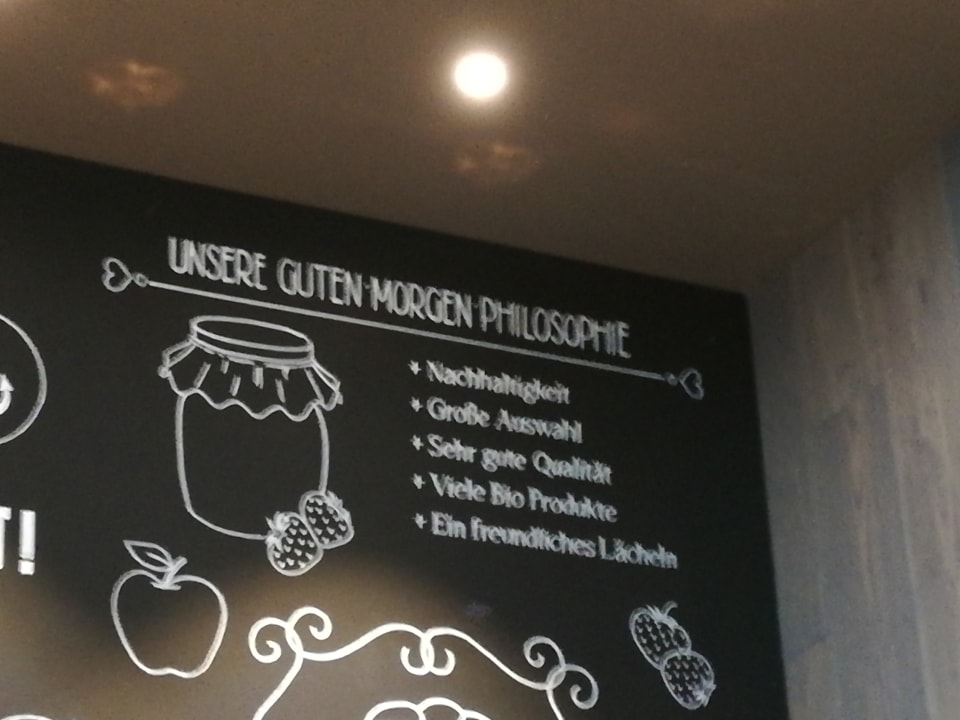 UNSERE GUTEN-MORGEN-PHILOSOPHIE
+ Nachhaltigkeit
+ Große Auswahl
+ Sehr gute Qualität
+ Viele Bio Produkte
+ Ein freundliches Lächeln
T!